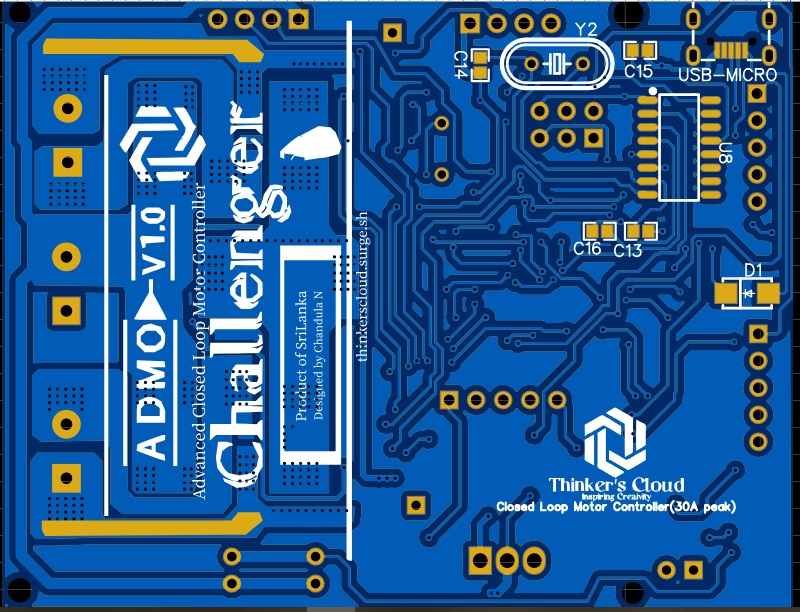 Y2
C14
C15
USB-MICRO
U8
C16
C13
D1
ADMO
V1.0
Advanced Closed Loop Motor Controller
Challenger
Product of SriLanka
Designed by Chandula N
thinkerscloud.surge.sh
Thinker's Cloud
Inspiring Creaivity
Closed Loop Motor Controller(30A peak)